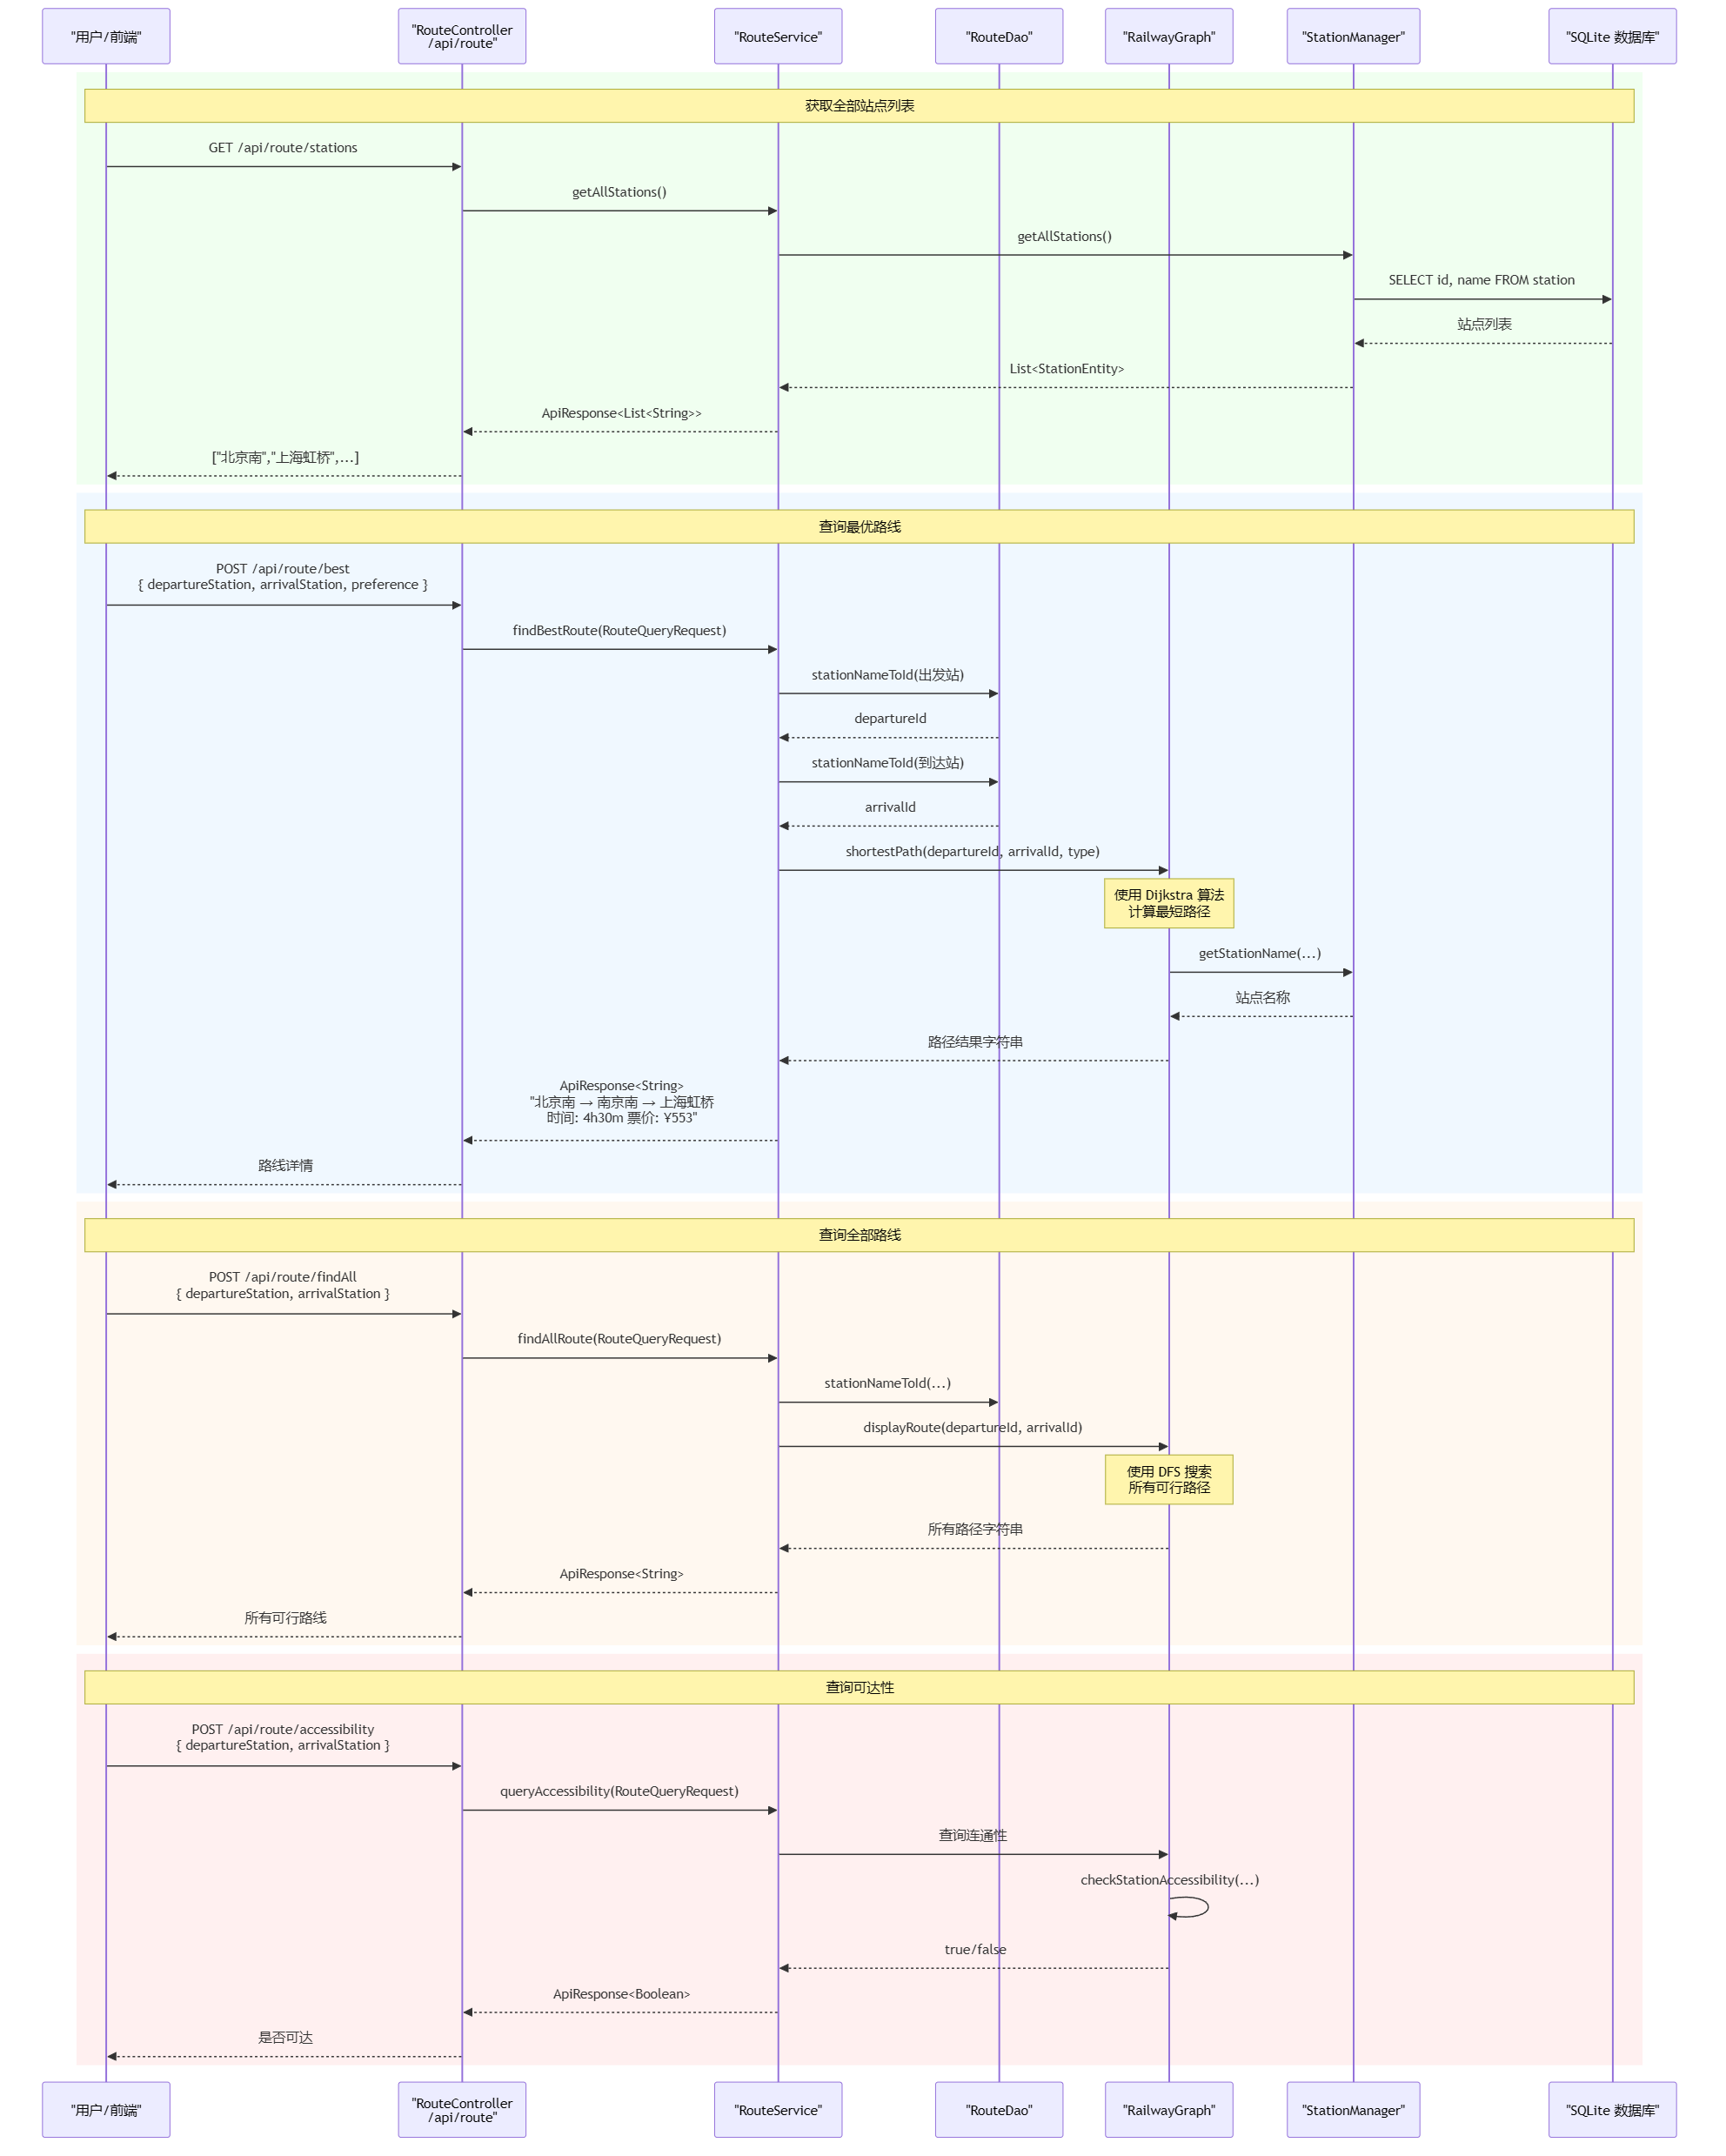 "用户/前端"
RouteController
/api/route"
"RouteService"
"RouteDao"
"RailwayGraph"
"StationManager"
"SQLite 数据库"
获取全部站点列表
GET /api/route/stations
getAllStations()
getAllStations()
SELECT id, name FROM station
站点列表
List<StationEntity>
ApiResponse<List<String>>
["北京南","上海虹桥",...]
查询最优路线
POST /api/route/best
{ departureStation, arrivalStation, preference }
findBestRoute(RouteQueryRequest)
stationNameToId(出发站)
departureId
stationNameToId(到达站)
arrivalId
shortestPath(departureId, arrivalId, type)
使用 Dijkstra 算法
计算最短路径
getStationName(...)
站点名称
路径结果字符串
ApiResponse<String>
"北京南 → 南京南 → 上海虹桥
时间: 4h30m 票价: ¥553"
路线详情
查询全部路线
POST /api/route/findAll
{ departureStation, arrivalStation }
findAllRoute(RouteQueryRequest)
stationNameToId(...)
displayRoute(departureId, arrivalId)
使用 DFS 搜索
所有可行路径
所有路径字符串
ApiResponse<String>
所有可行路线
查询可达性
POST /api/route/accessibility
{ departureStation, arrivalStation }
queryAccessibility(RouteQueryRequest)
查询连通性
checkStationAccessibility(...)
true/false
ApiResponse<Boolean>
是否可达
"用户/前端"
RouteController
/api/route"
"RouteService"
"RouteDao"
"RailwayGraph"
"StationManager"
"SQLite 数据库"